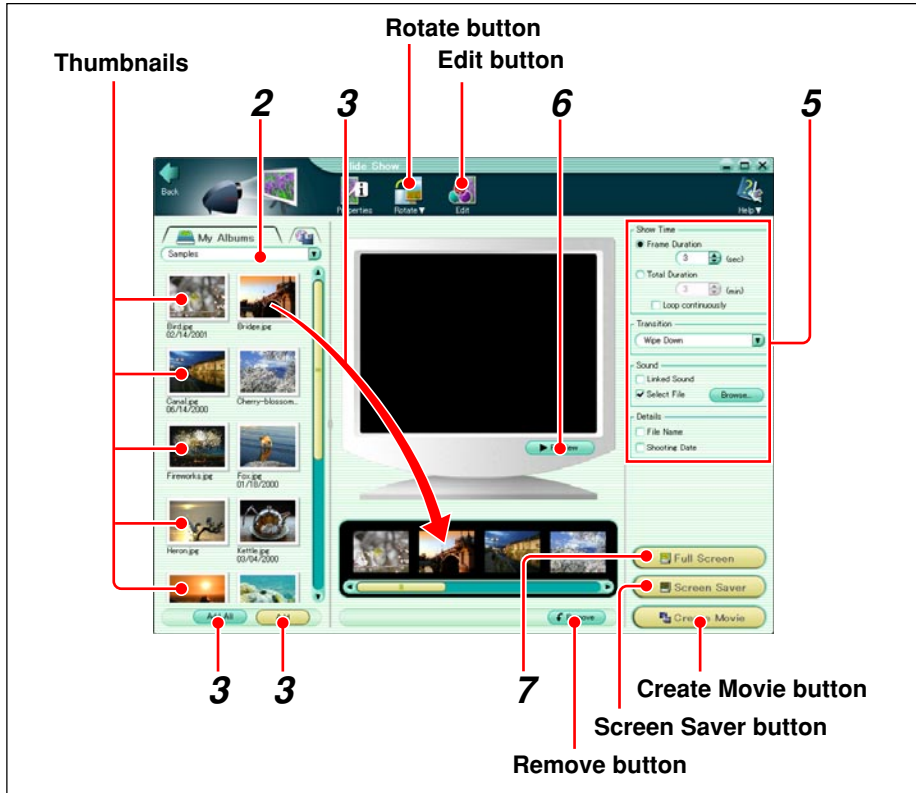 Rotate button
Thumbnails
Edit button
2
3
6
5
Slide Show
Back
Properties
Rotate▼
Edit
Help▼
My Albums
Samples
Bird.jpg
02/14/2001
Bridge.jpg
Canal.jpg
06/14/2000
Cherry-blossom...
Fireworks.jpg
Fox.jpg
01/18/2000
Heron.jpg
Kettle.jpg
03/04/2000
Show Time
Frame Duration
3 (sec)
Total Duration
3 (min)
Loop continuously
Transition
Wipe Down
Sound
Linked Sound
Select File Browse...
Details
File Name
Shooting Date
Full Screen
Screen Saver
Movie
Add All
3
3
7
Create Movie button
Screen Saver button
Remove button